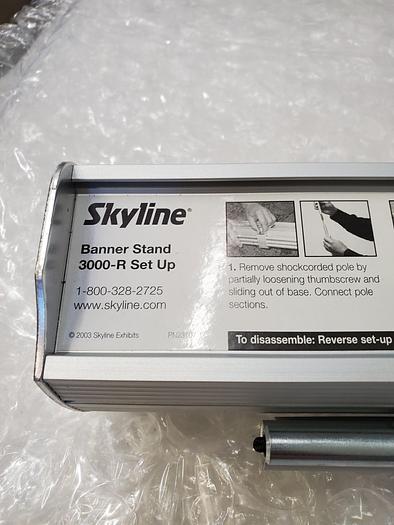 Skyline®
Banner Stand
3000-R Set Up
1-800-328-2725
www.skyline.com
© 2003 Skyline Exhibits
1. Remove shockcorded pole by
partially loosening thumbscrew and
sliding out of base. Connect pole
sections.
To disassemble: Reverse set-up